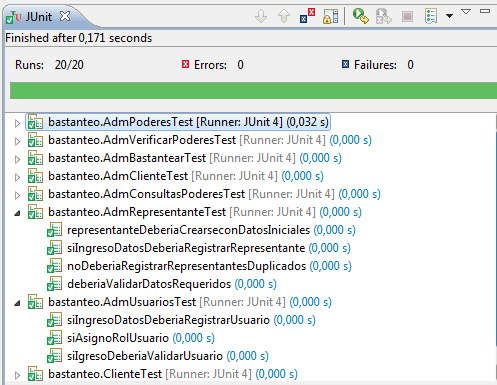 JUnit
Finished after 0,171 seconds
Runs: 20/20 Errors: 0 Failures: 0
bastanteo.AdmPoderesTest [Runner: JUnit 4] (0,032 s)
bastanteo.AdmVerificarPoderesTest [Runner: JUnit 4] (0,000 s)
bastanteo.AdmBastantearTest [Runner: JUnit 4] (0,000 s)
bastanteo.AdmClienteTest [Runner: JUnit 4] (0,000 s)
bastanteo.AdmConsultasPoderesTest [Runner: JUnit 4] (0,000 s)
bastanteo.AdmRepresentanteTest [Runner: JUnit 4] (0,000 s)
representanteDeberiaCrearseconDatosIniciales (0,000 s)
siIngresoDatosDeberiaRegistrarRepresentante (0,000 s)
noDeberiaRegistrarRepresentantesDuplicados (0,000 s)
deberiaValidarDatosRequeridos (0,000 s)
bastanteo.AdmUsuariosTest [Runner: JUnit 4] (0,000 s)
siIngresoDatosDeberiaRegistrarUsuario (0,000 s)
siAsignoRolUsuario (0,000 s)
siIgresoDeberiaValidarUsuario (0,000 s)
bastanteo.ClienteTest [Runner: JUnit 4] (0,000 s)